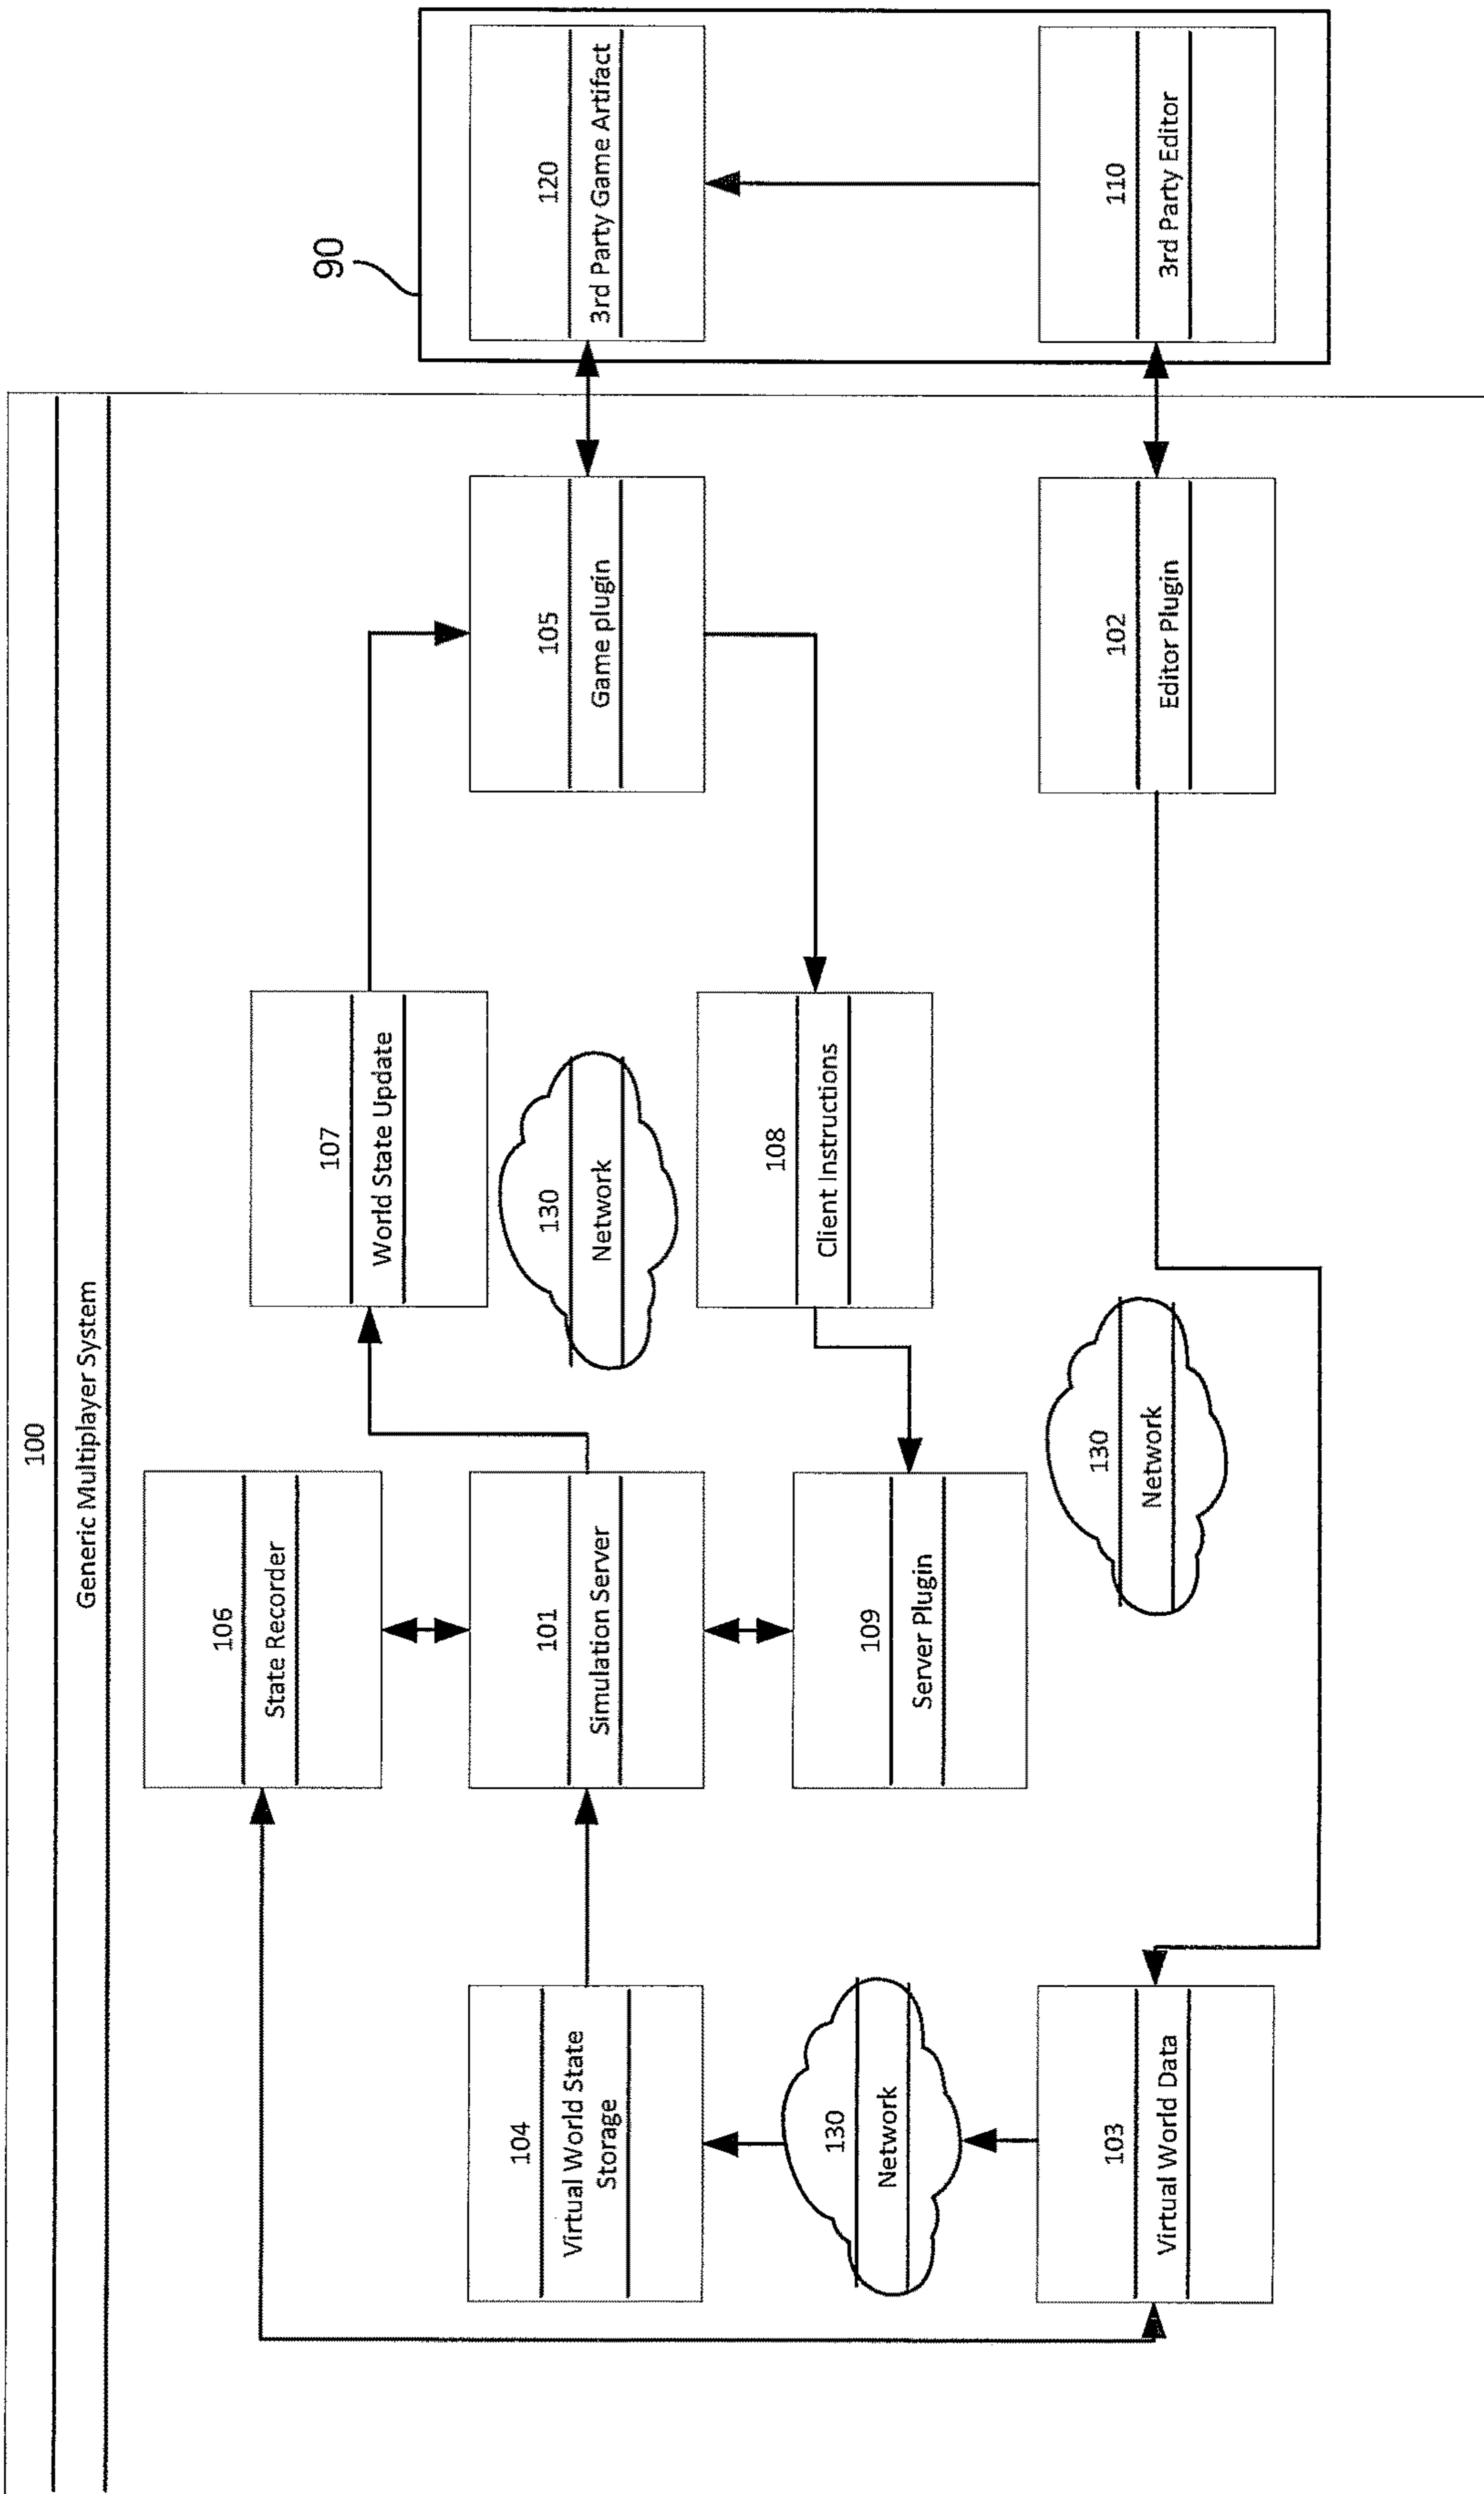 100
Generic Multiplayer System
106
State Recorder
107
World State Update
90
104
Virtual World State
Storage
101
Simulation Server
130
Network
105
Game plugin
120
3rd Party Game Artifact
130
Network
109
Server Plugin
108
Client Instructions
103
Virtual World Data
130
Network
102
Editor Plugin
110
3rd Party Editor